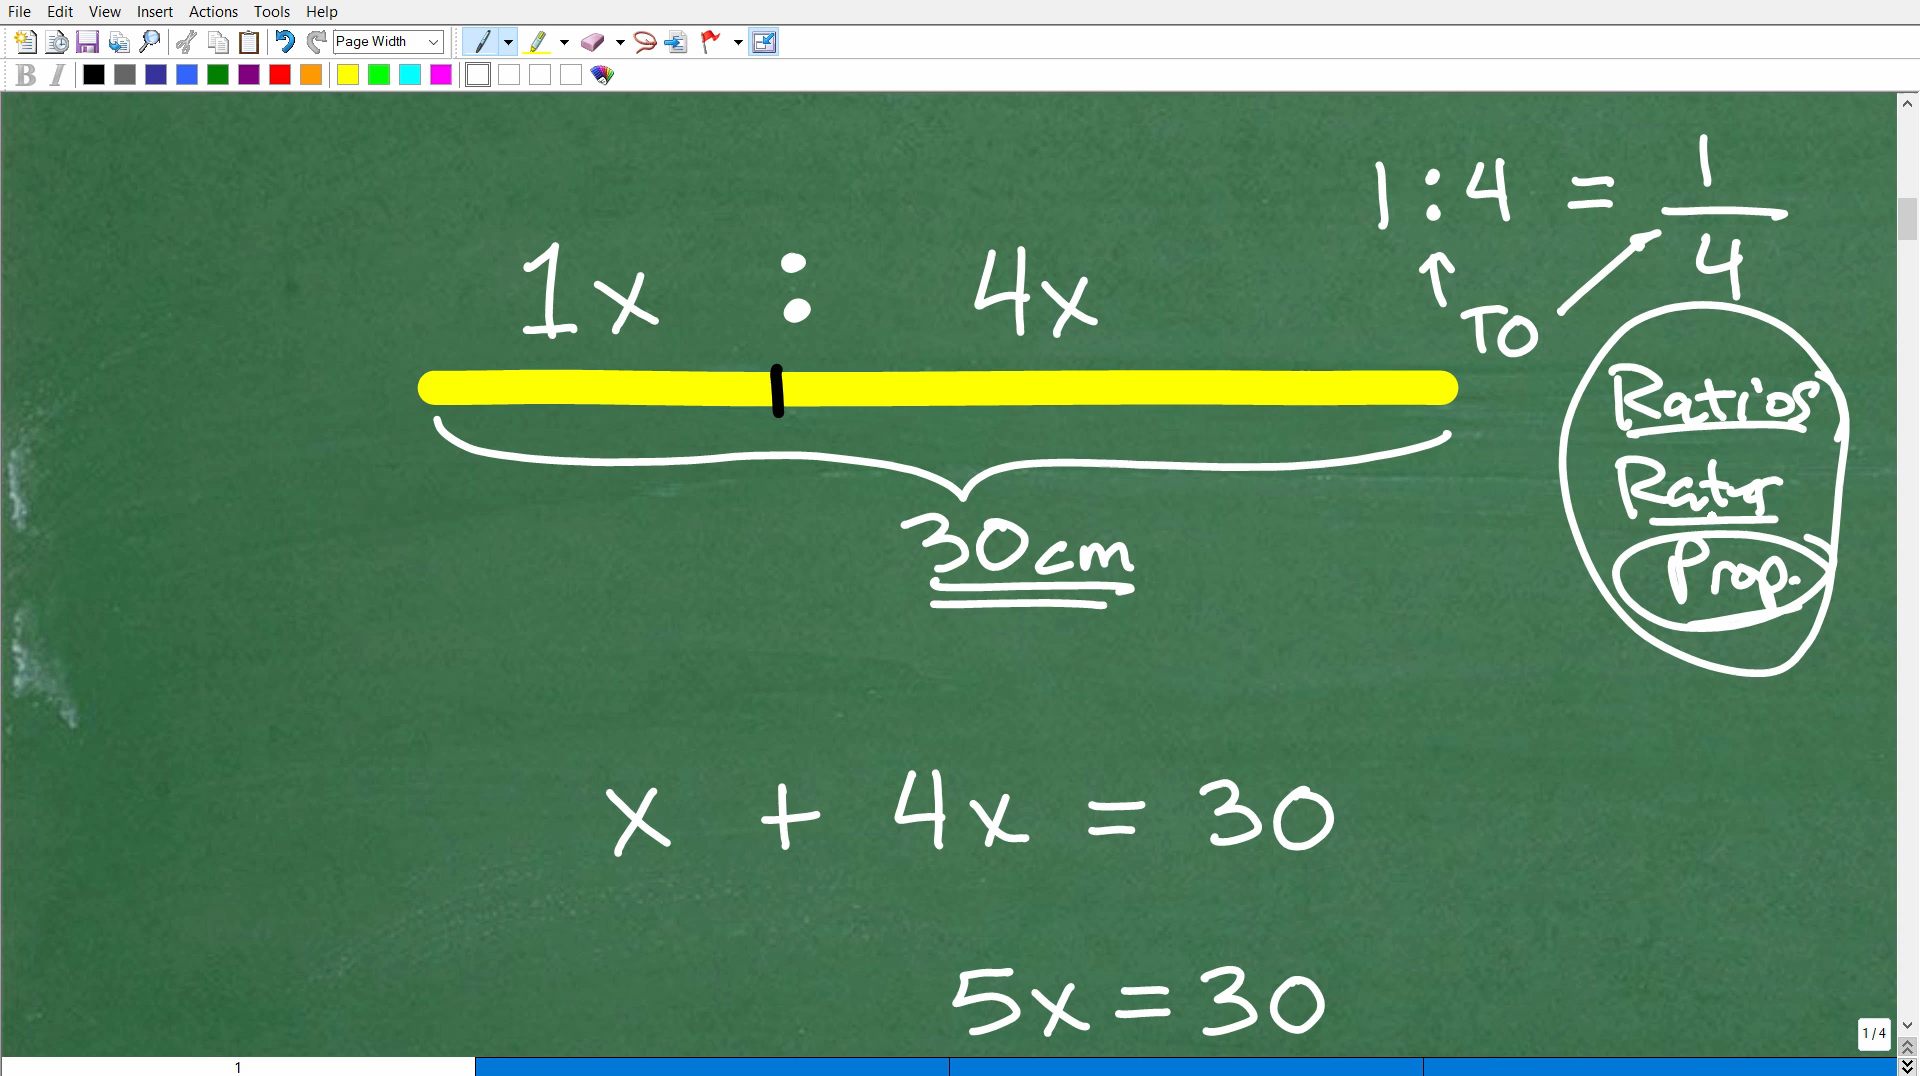 File Edit View Insert Actions Tools Help
Page Width
B I
1:4 = 1/4
TO
1x : 4x
30cm
Ratios
Rates
Prop.
x + 4x = 30
5x = 30
1 / 4
1